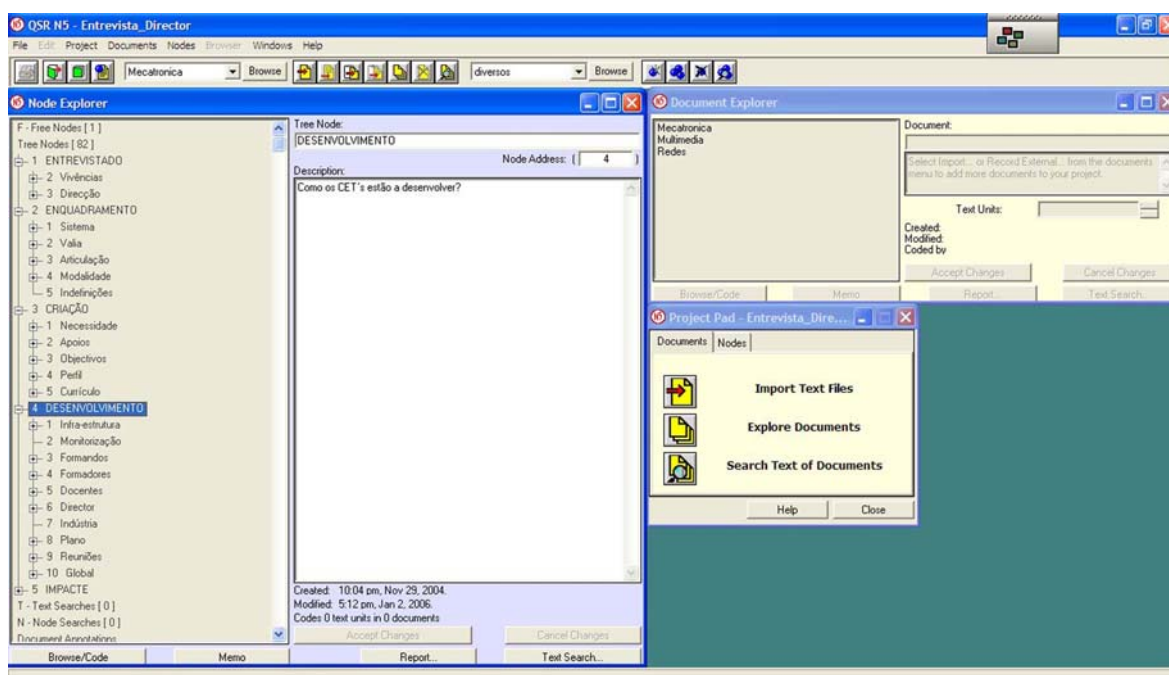 QSR N5 - Entrevista_Director
File Edit Project Documents Nodes Browser Windows Help
Mecatronica Browse diversos Browse
Node Explorer
F - Free Nodes [ 1 ]
Tree Nodes [ 82 ]
1 ENTREVISTADO
2 Vivências
3 Direcção
2 ENQUADRAMENTO
1 Sistema
2 Valia
3 Articulação
4 Modalidade
5 Indefinições
3 CRIAÇÃO
1 Necessidade
2 Apoios
3 Objectivos
4 Perfil
5 Currículo
4 DESENVOLVIMENTO
1 Infra-estrutura
2 Monitorização
3 Formandos
4 Formadores
5 Docentes
6 Director
7 Indústria
8 Plano
9 Reuniões
10 Global
5 IMPACTE
T - Text Searches [ 0 ]
N - Node Searches [ 0 ]
Document Annotations
Browse/Code Memo Report... Text Search...
Tree Node:
DESENVOLVIMENTO
Node Address: ( 4 )
Description:
Como os CET´s estão a desenvolver?
Created: 10:04 pm, Nov 29, 2004.
Modified: 5:12 pm, Jan 2, 2006.
Codes 0 text units in 0 documents
Accept Changes Cancel Changes
Document Explorer
Mecatronica
Multimedia
Redes
Document:
Select Import... or Record External... from the documents
menu to add more documents to your project.
Text Units:
Created:
Modified:
Coded by
Accept Changes Cancel Changes
Browse/Code Memo Report... Text Search...
Project Pad - Entrevista_Dire...
Documents Nodes
Import Text Files
Explore Documents
Search Text of Documents
Help Close